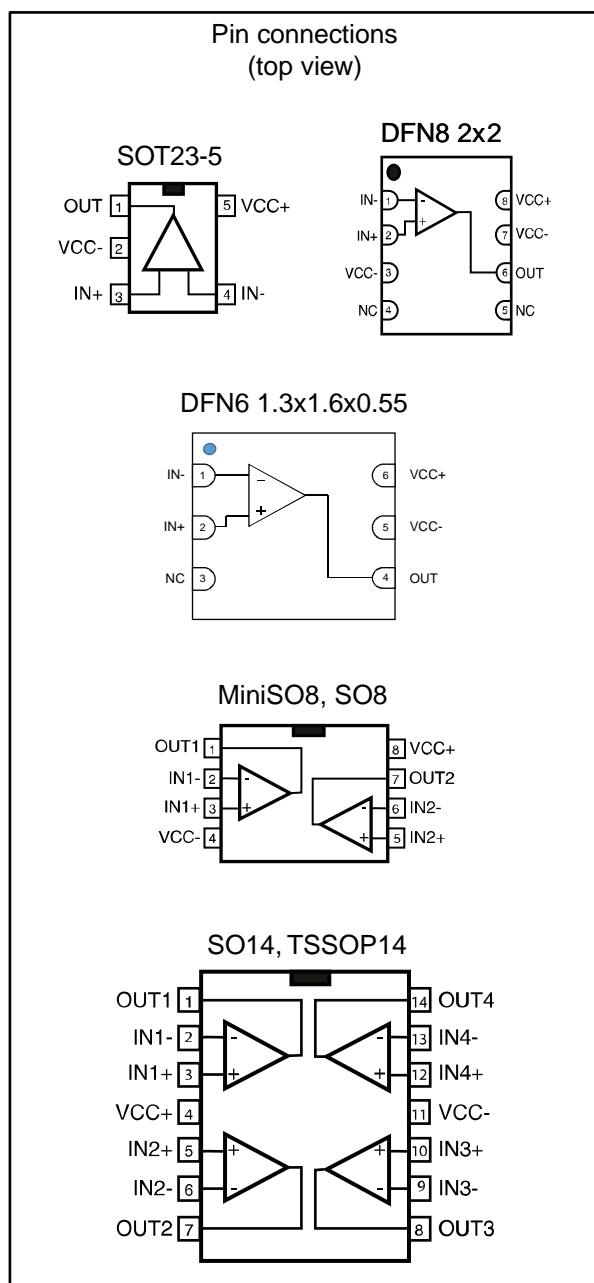 Pin connections
(top view)
SOT23-5
OUT 1 5 VCC+
VCC- 2
IN+ 3 4 IN-
DFN8 2x2
IN- 1 - 8 VCC+
IN+ 2 + 7 VCC-
VCC- 3 6 OUT
NC 4 5 NC
DFN6 1.3x1.6x0.55
IN- 1 - 6 VCC+
IN+ 2 + 5 VCC-
NC 3 4 OUT
MiniSO8, SO8
OUT1 1 8 VCC+
IN1- 2 - 7 OUT2
IN1+ 3 + - 6 IN2-
VCC- 4 + 5 IN2+
SO14, TSSOP14
OUT1 1 14 OUT4
IN1- 2 - - 13 IN4-
IN1+ 3 + + 12 IN4+
VCC+ 4 11 VCC-
IN2+ 5 + + 10 IN3+
IN2- 6 - - 9 IN3-
OUT2 7 8 OUT3